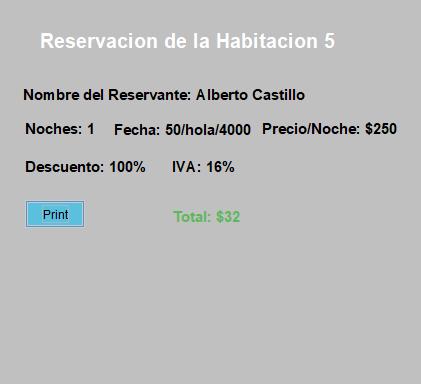 Reservacion de la Habitacion 5
Nombre del Reservante: Alberto Castillo
Noches: 1 Fecha: 50/hola/4000 Precio/Noche: $250
Descuento: 100% IVA: 16%
Print Total: $32